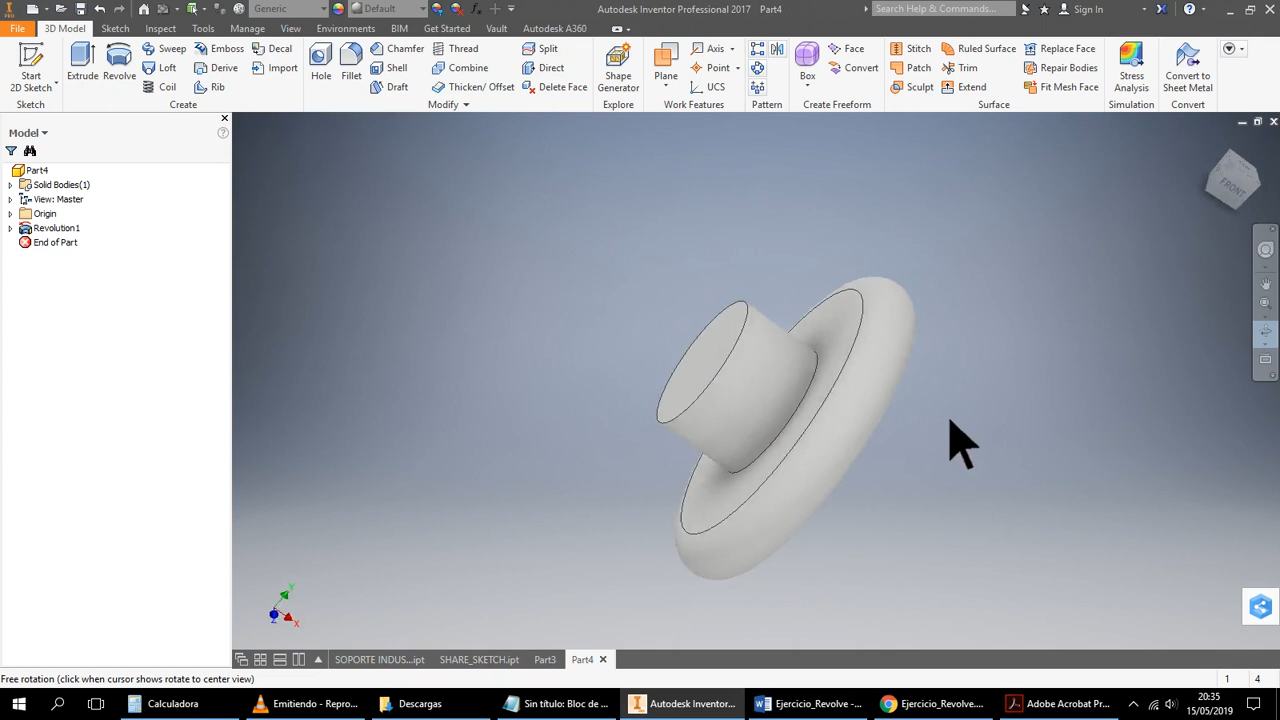 PRO
Generic
Default
Autodesk Inventor Professional 2017 Part4
Search Help & Commands...
Sign In
File
3D Model
Sketch
Inspect
Tools
Manage
View
Environments
BIM
Get Started
Vault
Autodesk A360
Start
2D Sketch
Sketch
Extrude
Revolve
Sweep
Loft
Coil
Emboss
Derive
Rib
Decal
Import
Create
Hole
Fillet
Chamfer
Shell
Draft
Thread
Combine
Thicken/ Offset
Split
Direct
Delete Face
Modify
Shape
Generator
Explore
Plane
Axis
Point
UCS
Work Features
Pattern
Box
Face
Convert
Create Freeform
Stitch
Patch
Sculpt
Ruled Surface
Trim
Extend
Replace Face
Repair Bodies
Fit Mesh Face
Surface
Stress
Analysis
Simulation
Convert to
Sheet Metal
Convert
Model
Part4
Solid Bodies(1)
View: Master
Origin
Revolution1
End of Part
FRONT
Y
X
Z
SOPORTE INDUS...ipt
SHARE_SKETCH.ipt
Part3
Part4
Free rotation (click when cursor shows rotate to center view)
1
4
Calculadora
Emitiendo - Repro...
Descargas
Sin título: Bloc de ...
Autodesk Inventor...
Ejercicio_Revolve -...
Ejercicio_Revolve....
Adobe Acrobat Pr...
20:35
15/05/2019